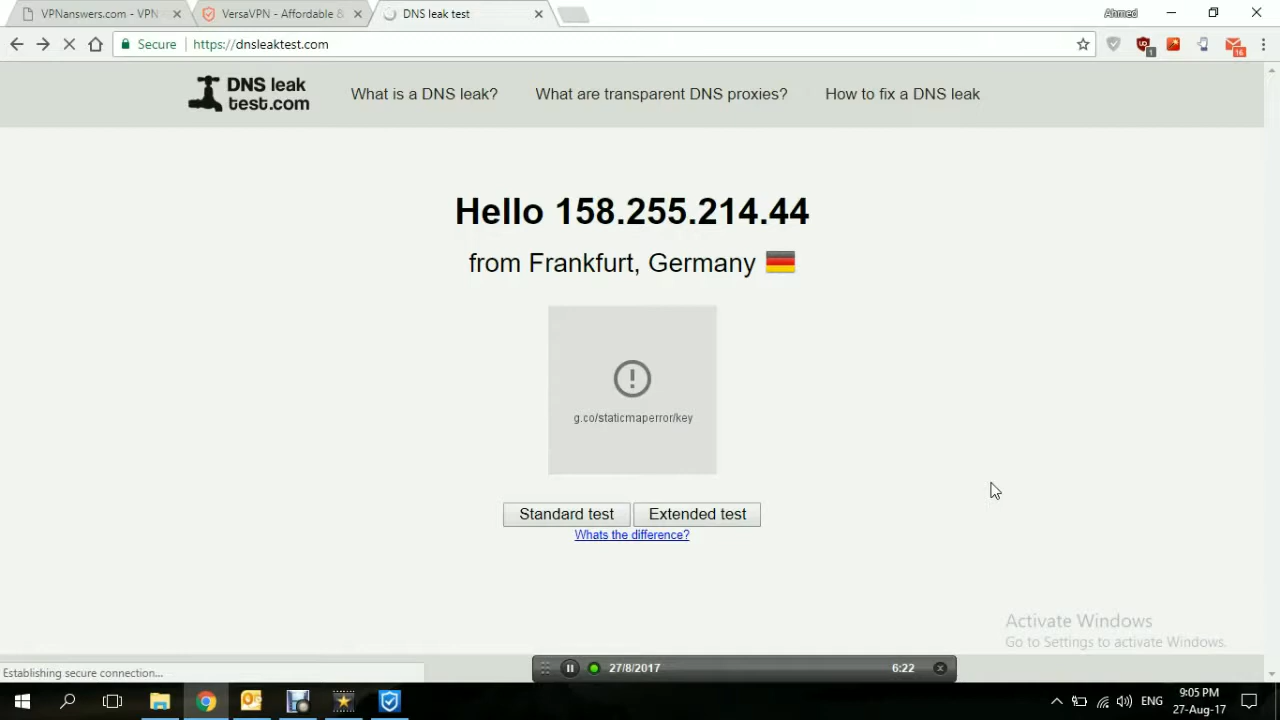 VPNanswers.com - VPN
VersaVPN - Affordable &
DNS leak test
Ahmed
Secure
https://dnsleaktest.com
1
16
DNS leak
test.com
What is a DNS leak?
What are transparent DNS proxies?
How to fix a DNS leak
Hello 158.255.214.44
from Frankfurt, Germany
g.co/staticmaperror/key
Standard test
Extended test
Whats the difference?
Activate Windows
Go to Settings to activate Windows.
Establishing secure connection...
27/8/2017
6:22
ENG
9:05 PM
27-Aug-17